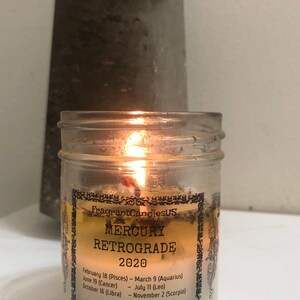 FragrantCandlesUS
MERCURY
RETROGRADE
2020
February 18 (Pisces) – March 9 (Aquarius)
June 19 (Cancer) – July 11 (Leo)
October 16 (Libra) – November 2 (Scorpio)